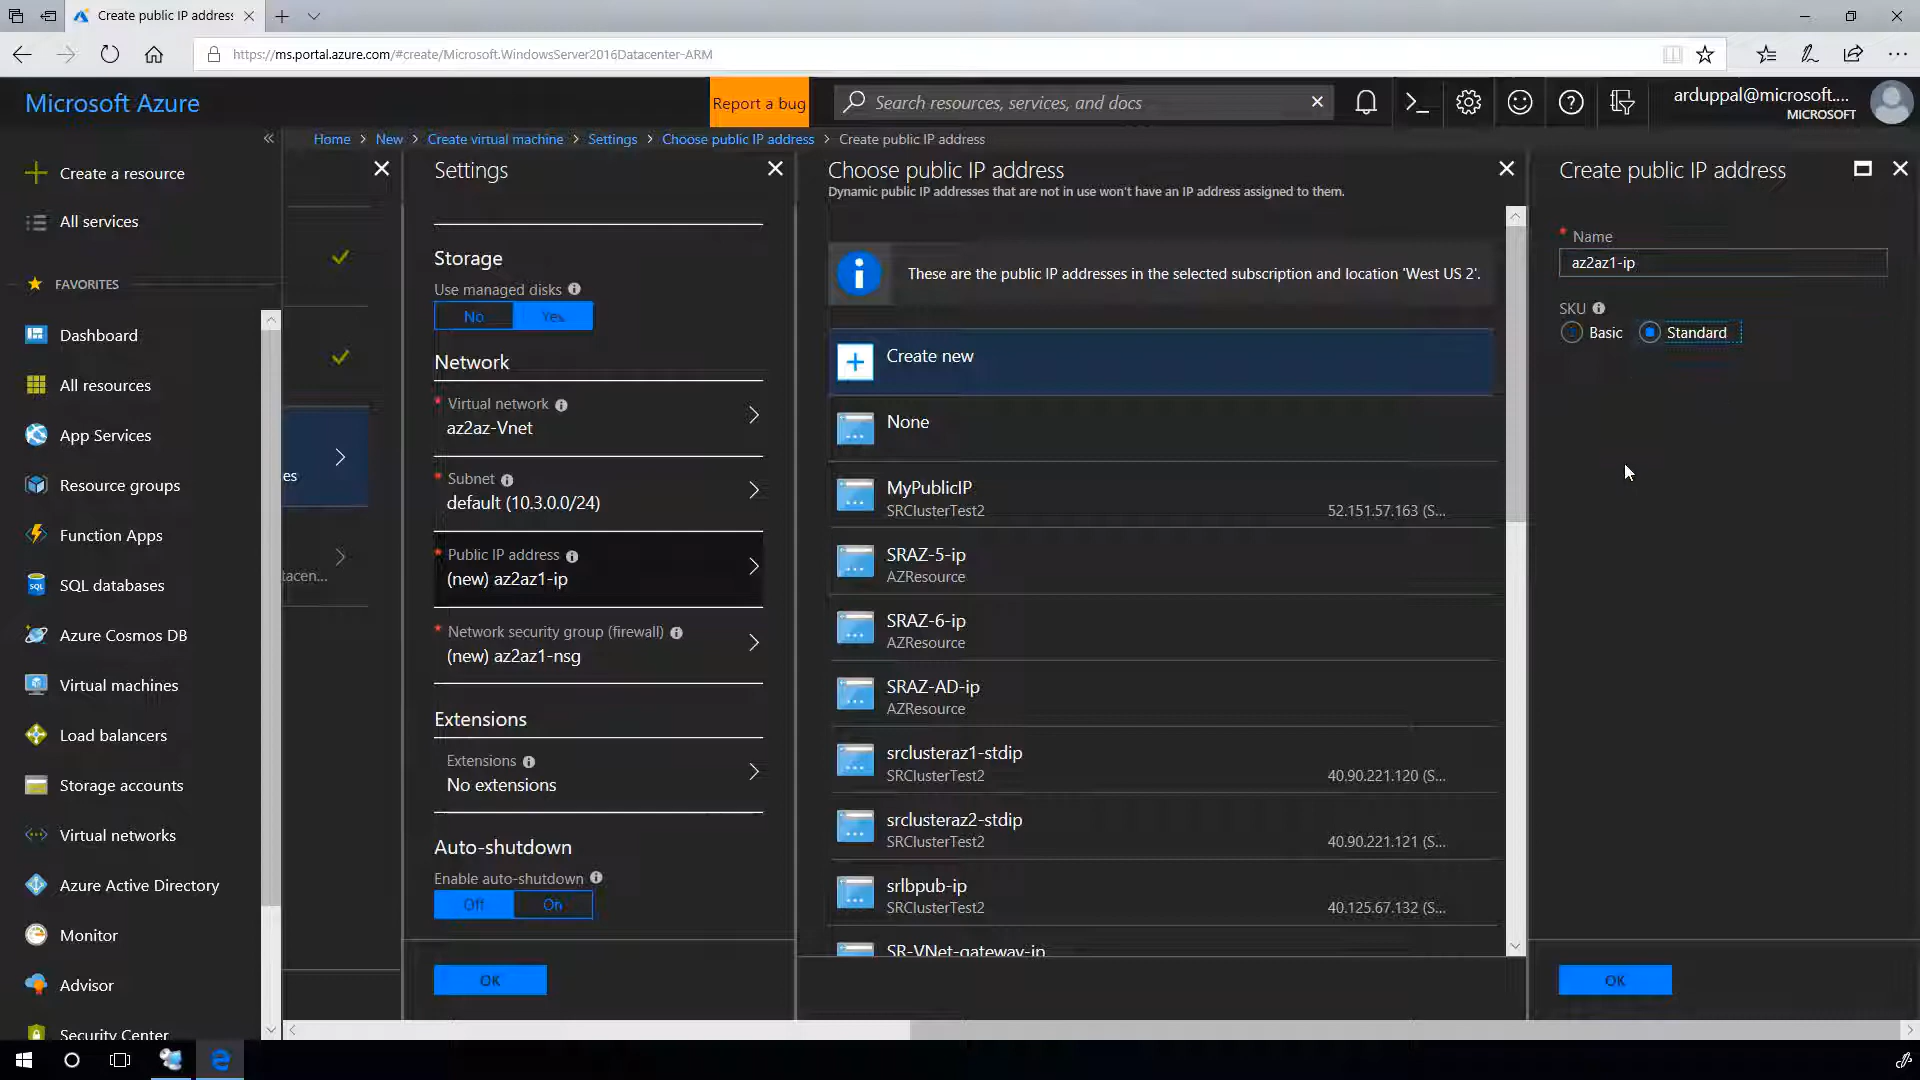 Create public IP address
https://ms.portal.azure.com/#create/Microsoft.WindowsServer2016Datacenter-ARM
Microsoft Azure
Report a bug
Search resources, services, and docs
arduppal@microsoft....
MICROSOFT
Home > New > Create virtual machine > Settings > Choose public IP address > Create public IP address
Create a resource
All services
FAVORITES
Dashboard
All resources
App Services
Resource groups
Function Apps
SQL databases
Azure Cosmos DB
Virtual machines
Load balancers
Storage accounts
Virtual networks
Azure Active Directory
Monitor
Advisor
Security Center
es
tacen...
Settings
Storage
Use managed disks
No
Yes
Network
* Virtual network
az2az-Vnet
* Subnet
default (10.3.0.0/24)
* Public IP address
(new) az2az1-ip
* Network security group (firewall)
(new) az2az1-nsg
Extensions
Extensions
No extensions
Auto-shutdown
Enable auto-shutdown
Off
On
OK
Choose public IP address
Dynamic public IP addresses that are not in use won't have an IP address assigned to them.
These are the public IP addresses in the selected subscription and location 'West US 2'.
Create new
None
MyPublicIP
SRClusterTest2
52.151.57.163 (S...
SRAZ-5-ip
AZResource
SRAZ-6-ip
AZResource
SRAZ-AD-ip
AZResource
srclusteraz1-stdip
SRClusterTest2
40.90.221.120 (S...
srclusteraz2-stdip
SRClusterTest2
40.90.221.121 (S...
srlbpub-ip
SRClusterTest2
40.125.67.132 (S...
SR-VNet-gateway-ip
Create public IP address
* Name
az2az1-ip
SKU
Basic
Standard
OK